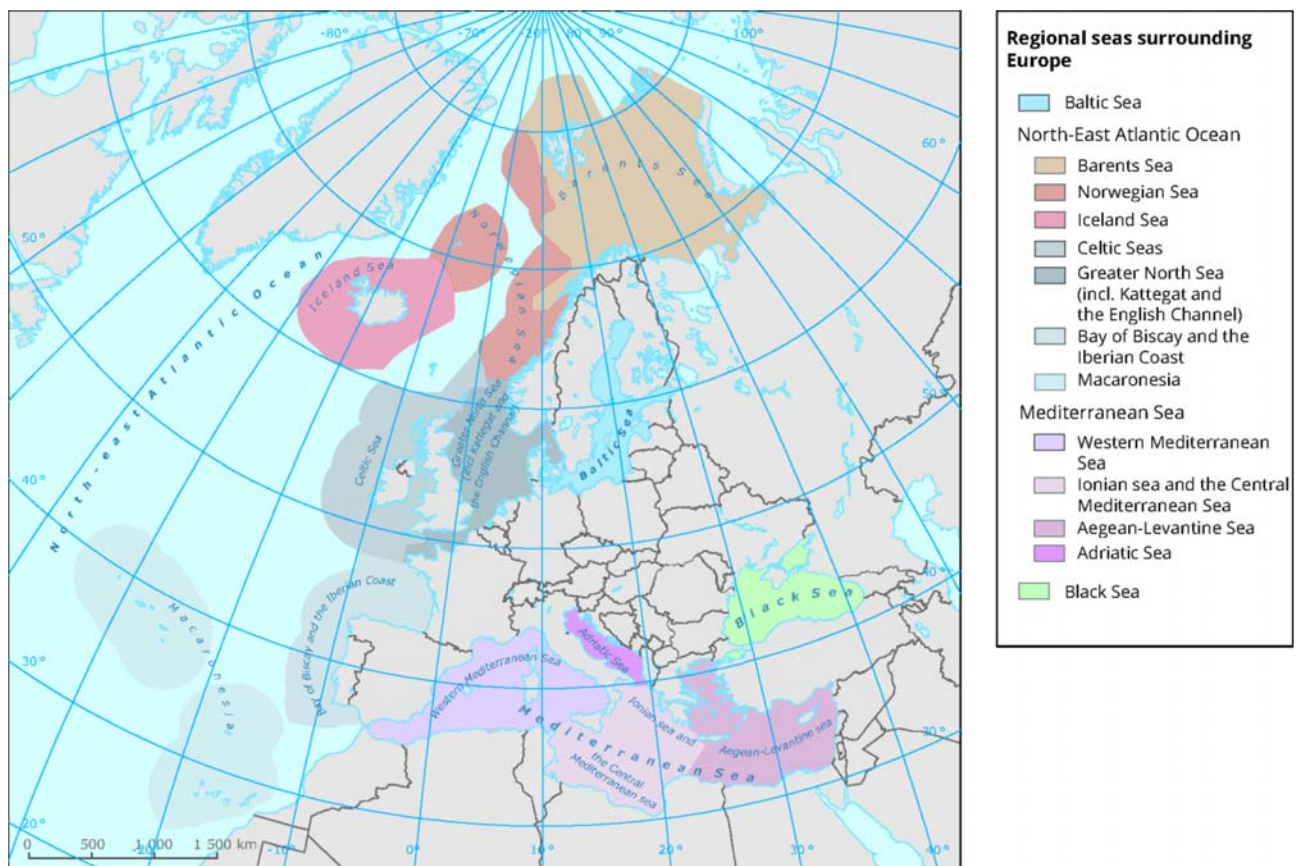 -80°
-70°
-20°
80°
90°
100°
60°
50°
40°
30°
20°
-20°
-10°
0°
10°
20°
30°
40°
50°
40°
30°
Barents Sea
Norwegian Sea
Iceland Sea
North-east Atlantic Ocean
Celtic Sea
Greater North Sea
(incl Kattegat and
the English Channel)
Baltic Sea
Bay of Biscay and the Iberian Coast
Macaronesia
Black Sea
Adriatic Sea
Western Mediterranean Sea
Mediterranean Sea
Ionian sea and
the Central
Mediterranean sea
Aegean-Levantine sea
0 500 1 000 1 500 km
Regional seas surrounding
Europe
Baltic Sea
North-East Atlantic Ocean
Barents Sea
Norwegian Sea
Iceland Sea
Celtic Seas
Greater North Sea
(incl. Kattegat and
the English Channel)
Bay of Biscay and the
Iberian Coast
Macaronesia
Mediterranean Sea
Western Mediterranean
Sea
Ionian sea and the Central
Mediterranean Sea
Aegean-Levantine Sea
Adriatic Sea
Black Sea